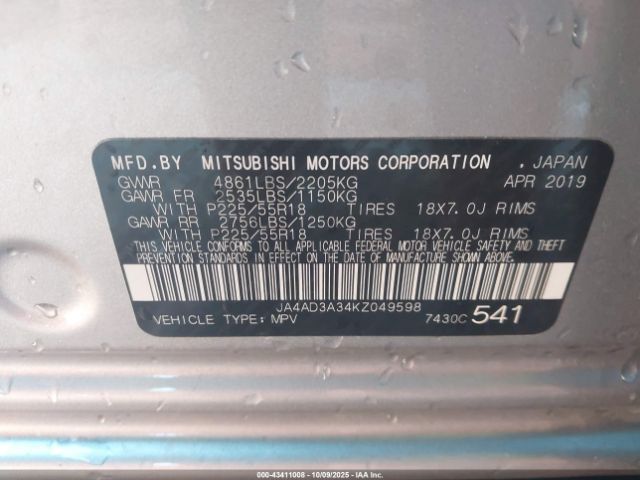 MFD.BY MITSUBISHI MOTORS CORPORATION . JAPAN
GVWR 4861LBS/2205KG APR 2019
GAWR FR 2535LBS/1150KG
WITH P225/55R18 TIRES 18X7.0J RIMS
GAWR RR 2756LBS/1250KG
WITH P225/55R18 TIRES 18X7.0J RIMS
THIS VEHICLE CONFORMS TO ALL APPLICABLE FEDERAL MOTOR VEHICLE SAFETY AND THEFT
PREVENTION STANDARDS IN EFFECT ON THE DATE OF MANUFACTURE SHOWN ABOVE.
JA4AD3A34KZ049598
VEHICLE TYPE: MPV 7430C 541
000-43411008 - 10/09/2025 - IAA Inc.